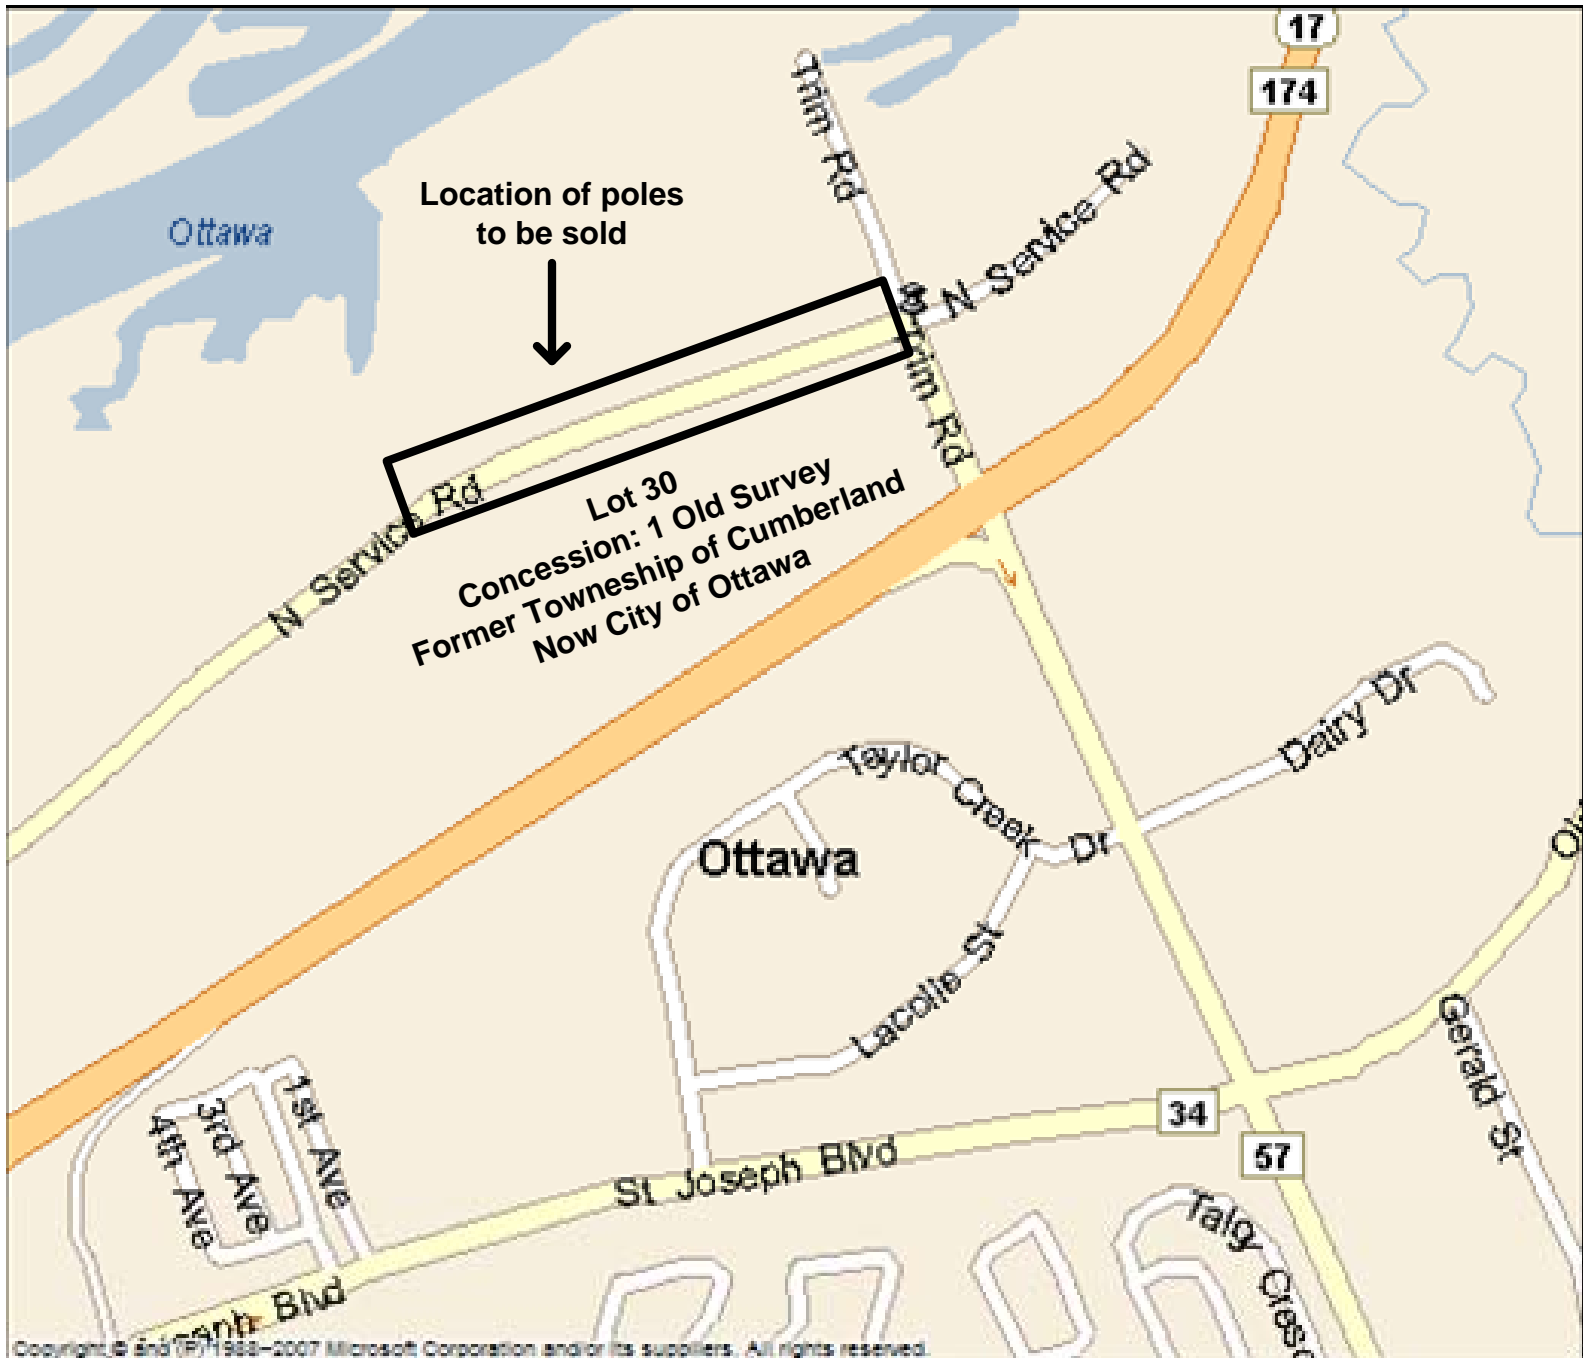 17
174
Trim Rd
Location of poles
to be sold
Ottawa
N Service Rd
Trim Rd
N Service Rd
Lot 30
Concession: 1 Old Survey
Former Towneship of Cumberland
Now City of Ottawa
Dairy Dr
Taylor Creek Dr
Ottawa
Lacolle St
Gerald St
1st Ave
3rd Ave
4th Ave
34
57
St Joseph Blvd
Blvd
Copyright © and (P) 1988-2007 Microsoft Corporation and/or its suppliers. All rights reserved.